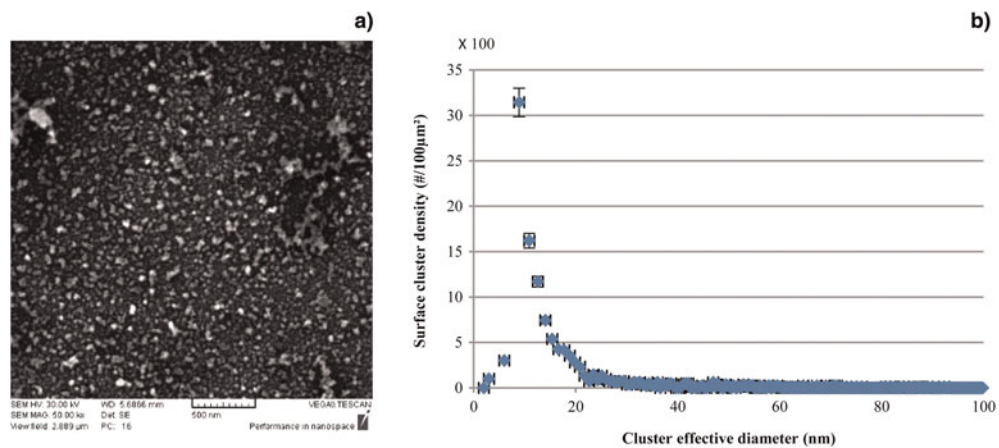 a)
SEM HV: 30.00 kV WD: 5.6866 mm VEGA\\ TESCAN
SEM MAG: 50.00 kx Det: SE 500 nm
View field: 2.889 µm PC: 16 Performance in nanospace
b)
X 100
Surface cluster density (#/100µm²)
35
30
25
20
15
10
5
0
0 20 40 60 80 100
Cluster effective diameter (nm)